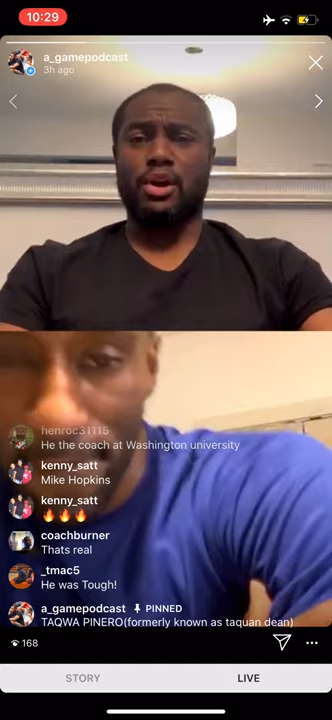 10:29
a_gamepodcast
3h ago
henroc31115
He the coach at Washington university
kenny_satt
Mike Hopkins
kenny_satt
🔥🔥🔥
coachburner
Thats real
_tmac5
He was Tough!
a_gamepodcast PINNED
TAQWA PINERO(formerly known as taquan dean)
168
STORY LIVE